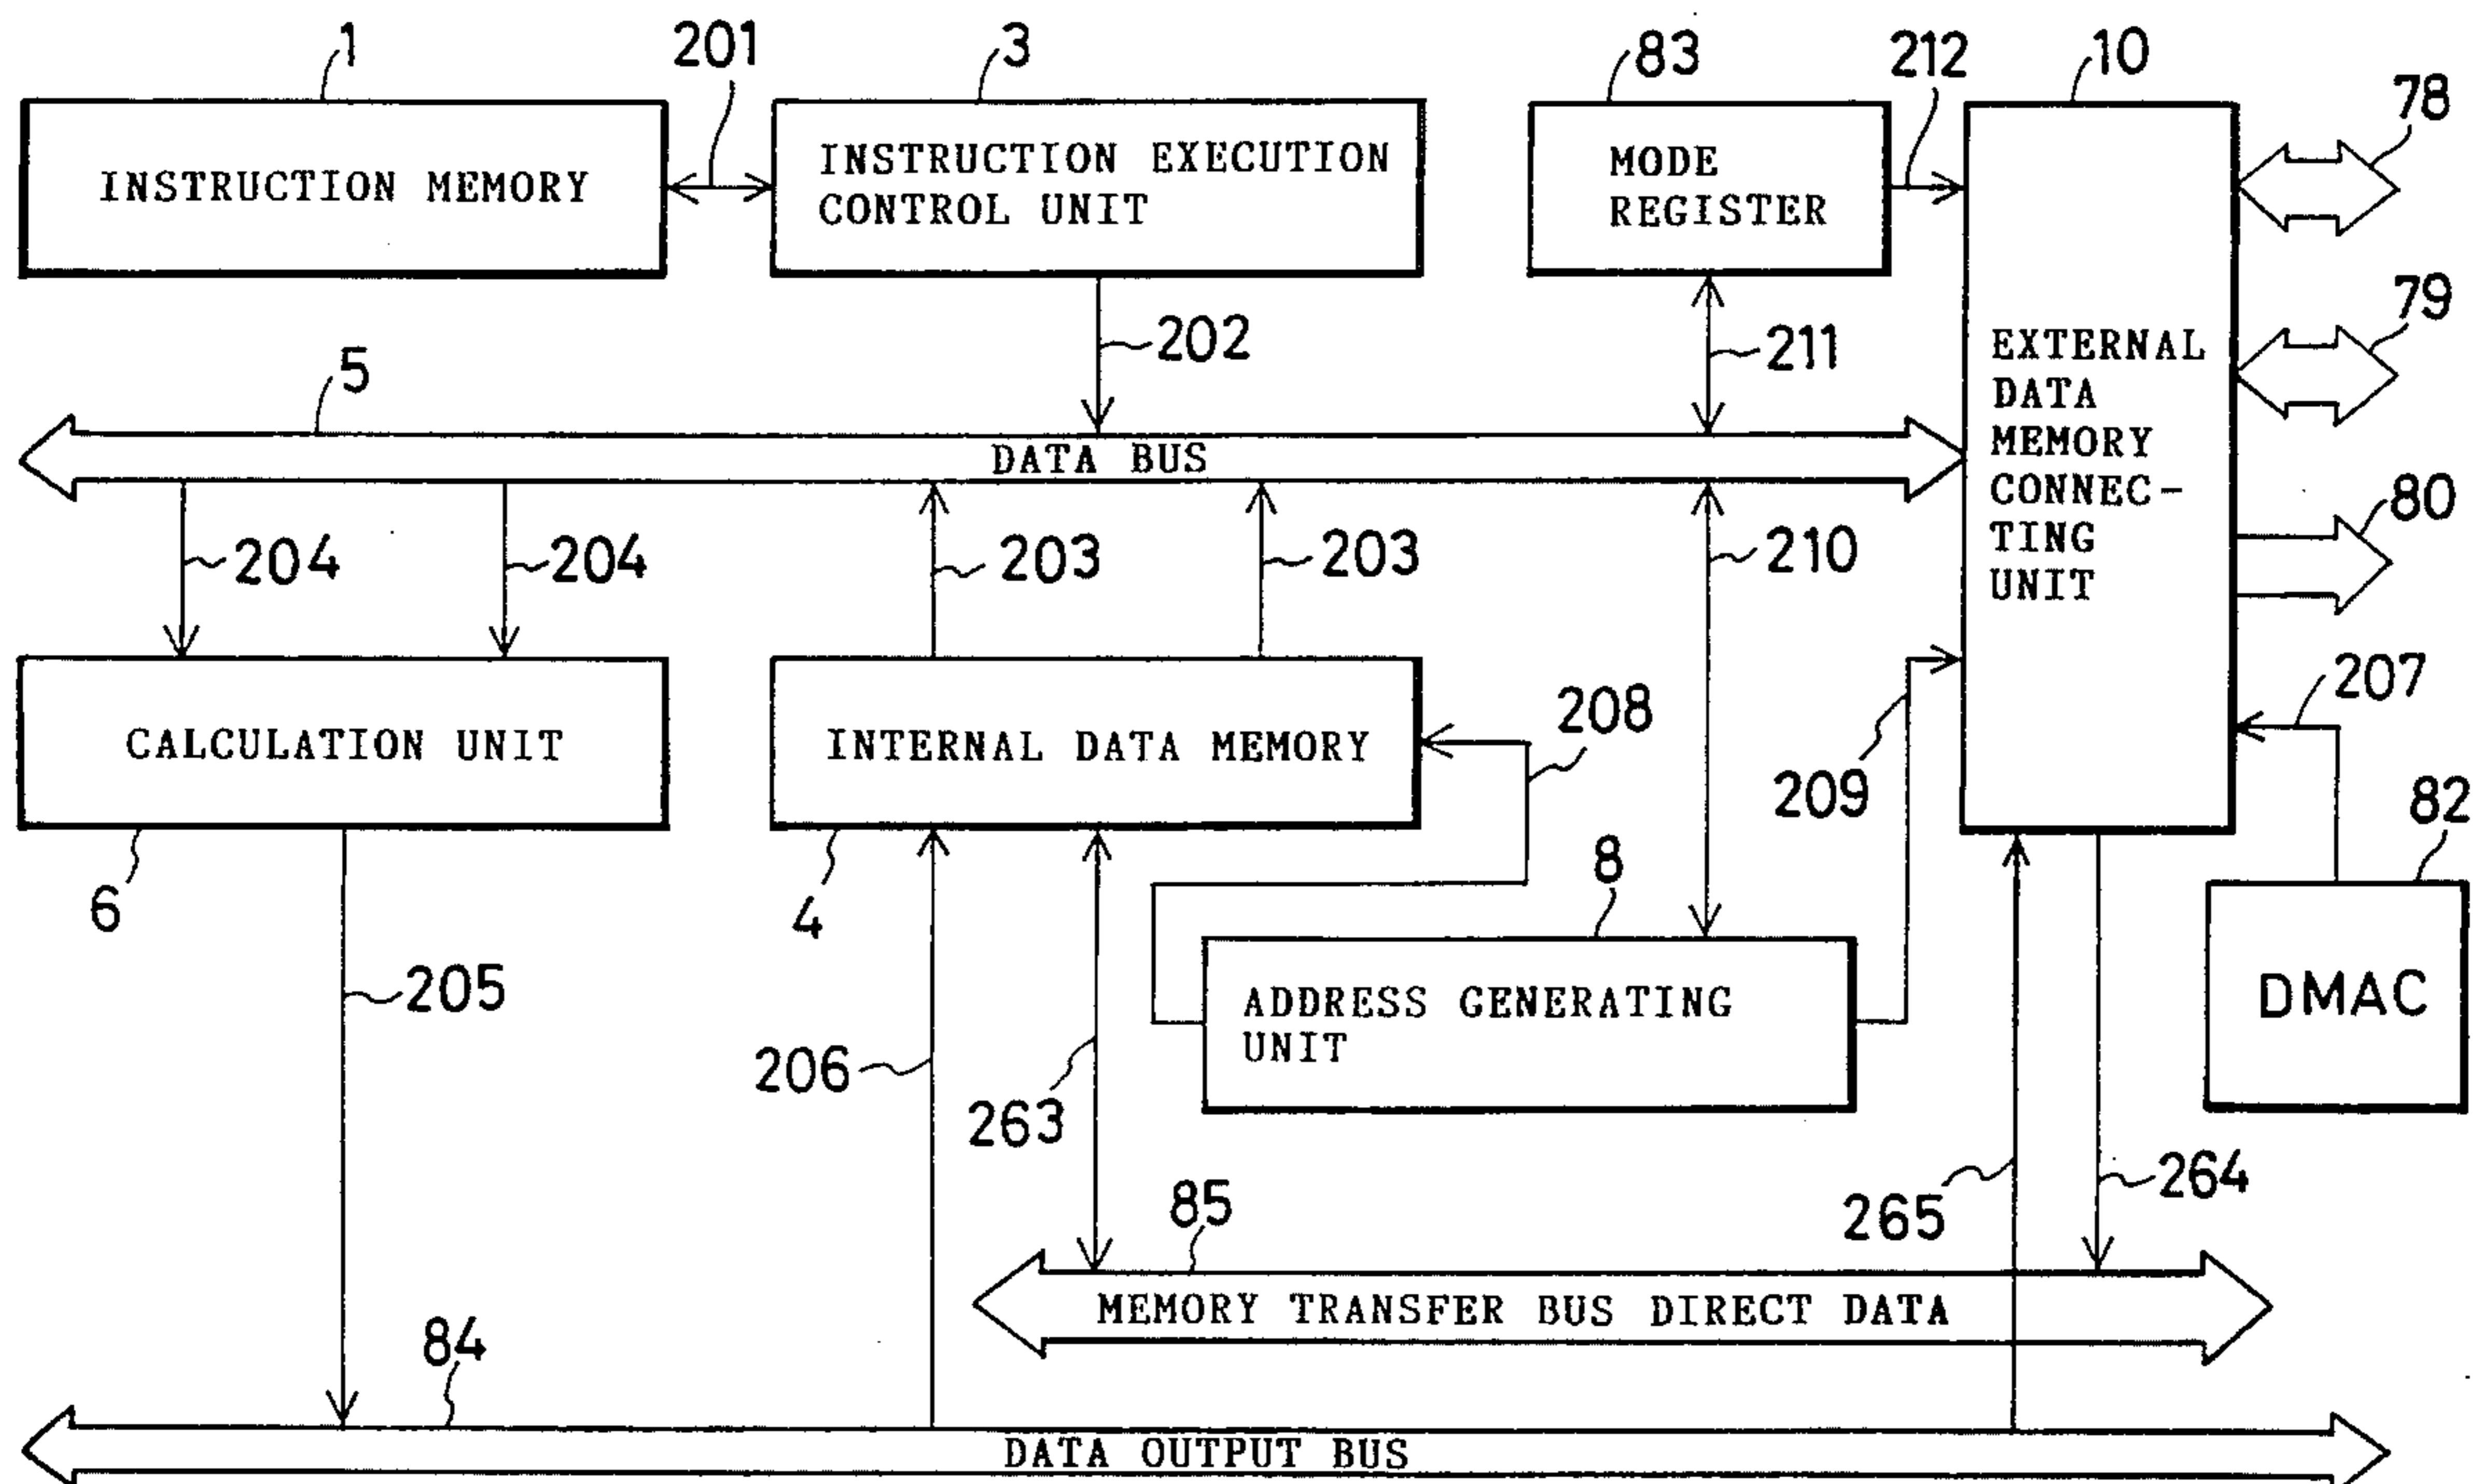 1
201
3
83
212
10
78
INSTRUCTION MEMORY
INSTRUCTION EXECUTION
CONTROL UNIT
MODE
REGISTER
79
202
211
5
EXTERNAL
DATA
MEMORY
CONNEC-
TING
UNIT
DATA BUS
80
204
204
203
203
210
207
208
209
CALCULATION UNIT
INTERNAL DATA MEMORY
82
6
4
8
205
ADDRESS GENERATING
UNIT
DMAC
206
263
265
264
85
MEMORY TRANSFER BUS DIRECT DATA
84
DATA OUTPUT BUS